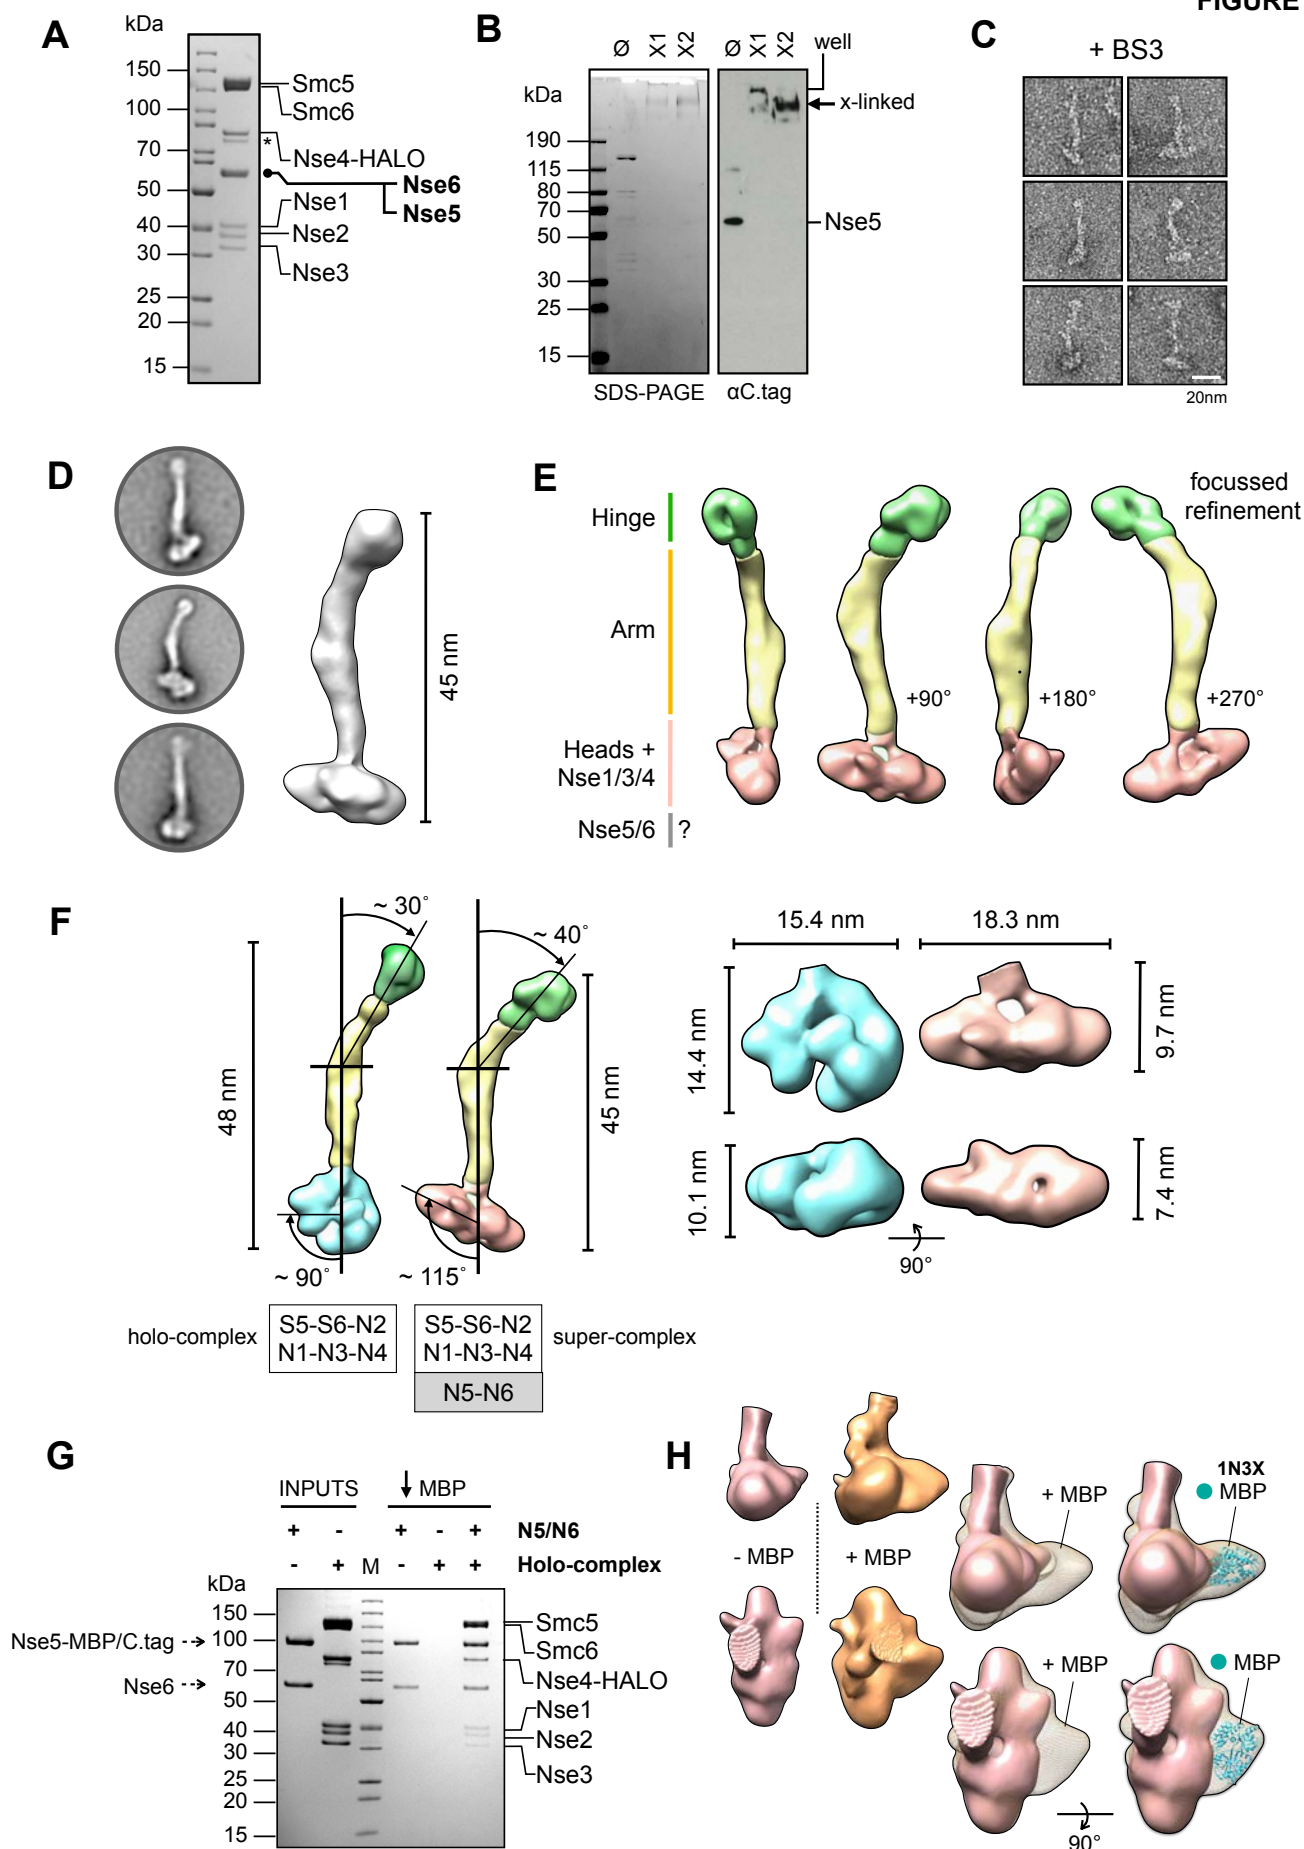 FIGURE
A
kDa
150
100
70
50
40
30
25
20
15
Smc5
Smc6
*
Nse4-HALO
Nse6
Nse5
Nse1
Nse2
Nse3
B
Ø X1 X2
Ø X1 X2
well
kDa
x-linked
190
115
80
70
50
30
25
15
Nse5
SDS-PAGE
αC.tag
C
+ BS3
20nm
D
45 nm
E
focussed
refinement
Hinge
Arm
Heads +
Nse1/3/4
Nse5/6
?
+90°
+180°
+270°
F
~ 30°
~ 40°
48 nm
45 nm
~ 90°
~ 115°
holo-complex
S5-S6-N2
N1-N3-N4
S5-S6-N2
N1-N3-N4
N5-N6
super-complex
15.4 nm
18.3 nm
14.4 nm
9.7 nm
10.1 nm
7.4 nm
90°
G
INPUTS
MBP
+ - + - + N5/N6
- + M - + + Holo-complex
kDa
150
100
70
50
40
30
25
20
15
Nse5-MBP/C.tag
Nse6
Smc5
Smc6
Nse4-HALO
Nse1
Nse2
Nse3
H
- MBP
+ MBP
+ MBP
1N3X
MBP
+ MBP
MBP
90°